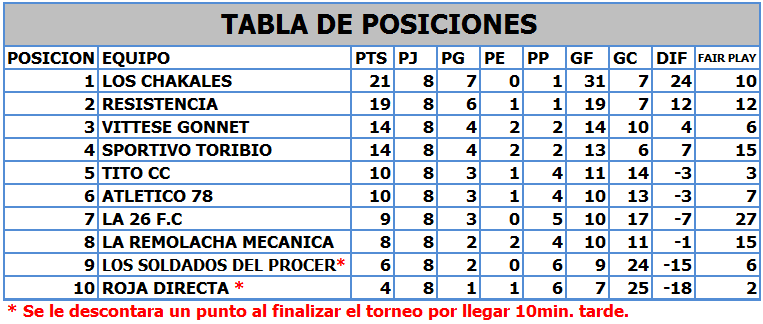 TABLA DE POSICIONES
POSICION EQUIPO PTS PJ PG PE PP GF GC DIF FAIR PLAY
1 LOS CHAKALES 21 8 7 0 1 31 7 24 10
2 RESISTENCIA 19 8 6 1 1 19 7 12 12
3 VITTESE GONNET 14 8 4 2 2 14 10 4 6
4 SPORTIVO TORIBIO 14 8 4 2 2 13 6 7 15
5 TITO CC 10 8 3 1 4 11 14 -3 3
6 ATLETICO 78 10 8 3 1 4 10 13 -3 7
7 LA 26 F.C 9 8 3 0 5 10 17 -7 27
8 LA REMOLACHA MECANICA 8 8 2 2 4 10 11 -1 15
9 LOS SOLDADOS DEL PROCER* 6 8 2 0 6 9 24 -15 6
10 ROJA DIRECTA * 4 8 1 1 6 7 25 -18 2
* Se le descontara un punto al finalizar el torneo por llegar 10min. tarde.